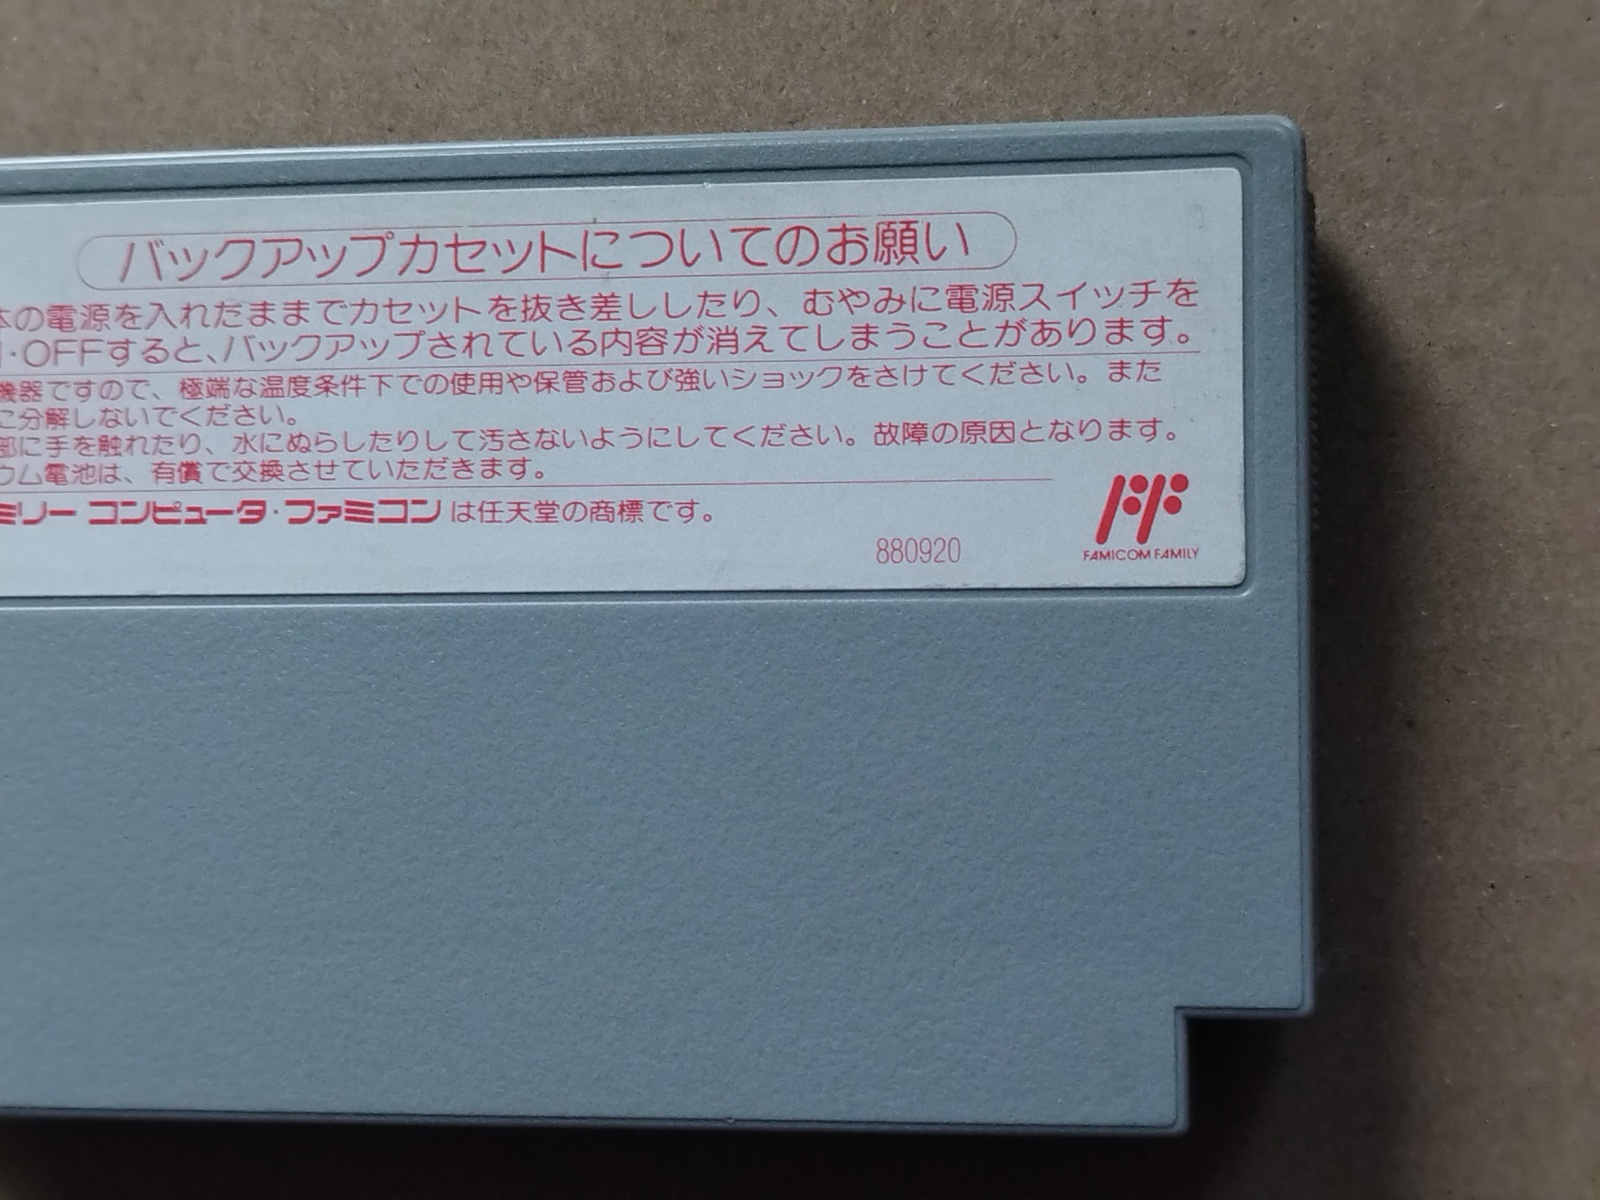 バックアップカセットについてのお願い
本の電源を入れたままでカセットを抜き差ししたり、むやみに電源スイッチを
・OFFすると、バックアップされている内容が消えてしまうことがあります。
機器ですので、極端な温度条件下での使用や保管および強いショックをさけてください。また
に分解しないでください。
部に手を触れたり、水にぬらしたりして汚さないようにしてください。故障の原因となります。
ウム電池は、有償で交換させていただきます。
ミリーコンピュータ・ファミコンは任天堂の商標です。
880920
FAMICOM FAMILY